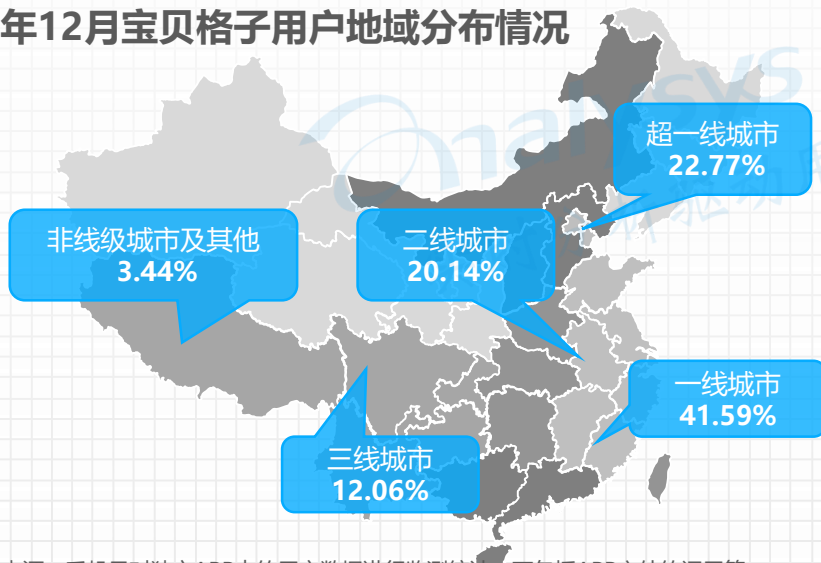 年12月宝贝格子用户地域分布情况
nalysys
超一线城市
22.77%
非线级城市及其他
3.44%
二线城市
20.14%
一线城市
41.59%
三线城市
12.06%